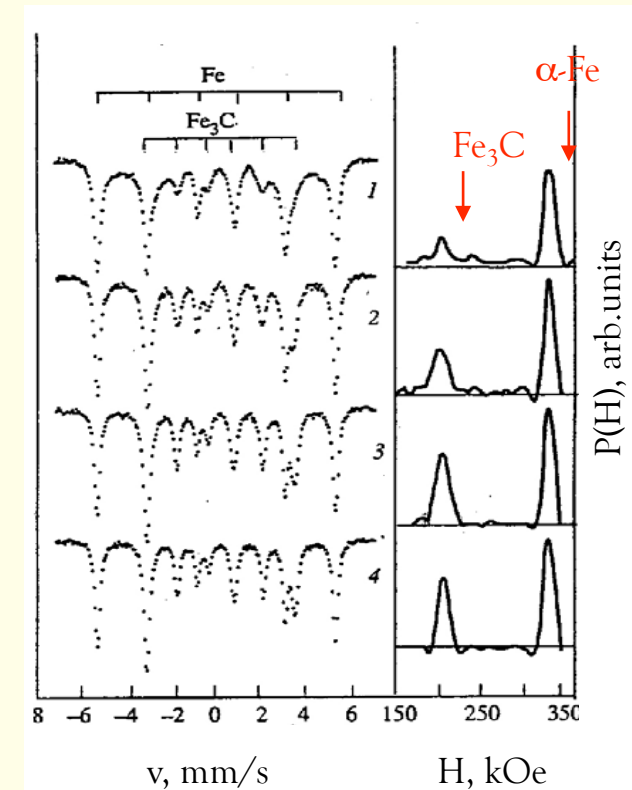 Fe
Fe₃C
1
2
3
4
8 −6 −4 −2 0 2 4 6
v, mm/s
α-Fe
Fe₃C
P(H), arb.units
150 250 350
H, kOe